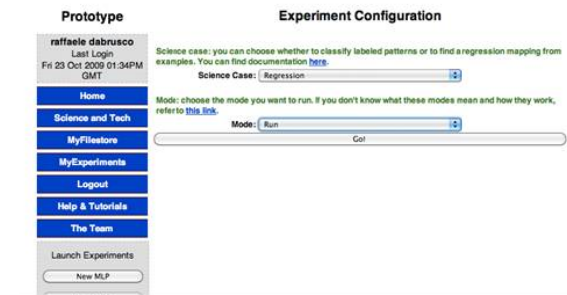 Prototype
raffaele dabrusco
Last Login
Fri 23 Oct 2009 01:34PM
GMT
Home
Science and Tech
MyFilestore
MyExperiments
Logout
Help & Tutorials
The Team
Launch Experiments
New MLP
Experiment Configuration
Science case: you can choose whether to classify labeled patterns or to find a regression mapping from
examples. You can find documentation here.
Science Case: Regression
Mode: choose the mode you want to run. If you don't know what these modes mean and how they work,
refer to this link.
Mode: Run
Go!